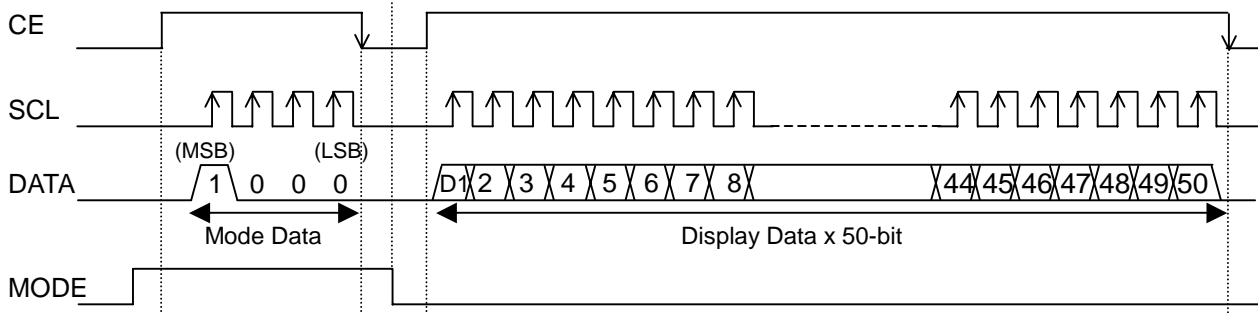 CE
SCL
(MSB) (LSB)
DATA 1 0 0 0 D1 2 3 4 5 6 7 8 44 45 46 47 48 49 50
Mode Data Display Data x 50-bit
MODE